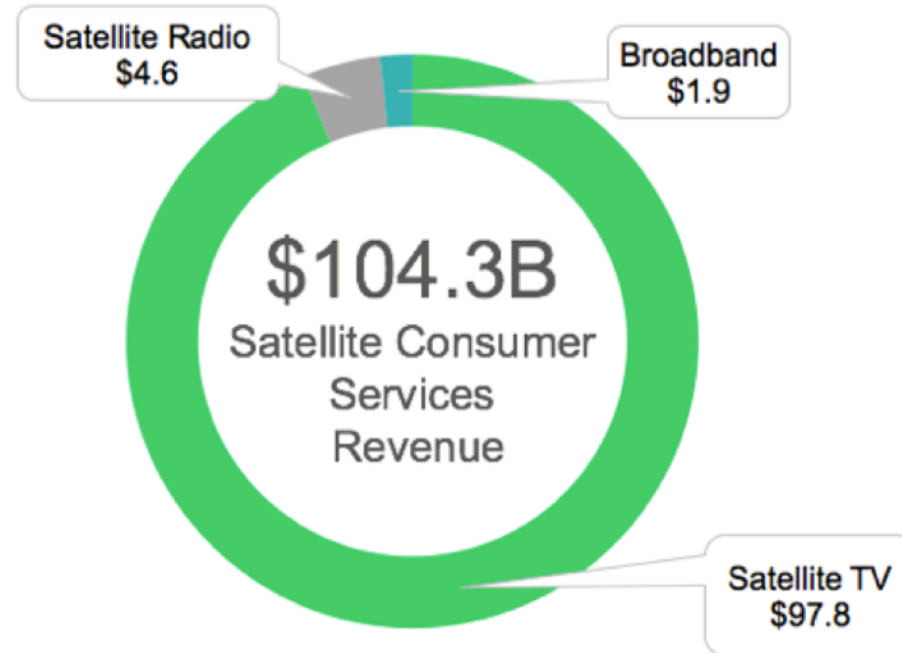 Satellite Radio
$4.6
Broadband
$1.9
$104.3B
Satellite Consumer
Services
Revenue
Satellite TV
$97.8